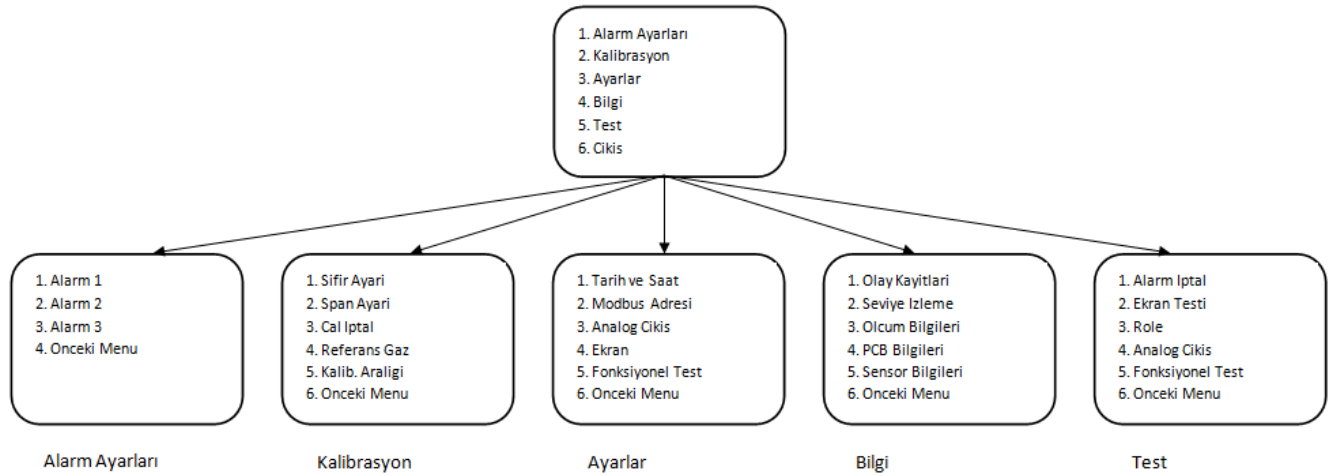 1. Alarm Ayarları
2. Kalibrasyon
3. Ayarlar
4. Bilgi
5. Test
6. Cikis
1. Alarm 1
2. Alarm 2
3. Alarm 3
4. Onceki Menu
1. Sifir Ayari
2. Span Ayari
3. Cal Iptal
4. Referans Gaz
5. Kalib. Araligi
6. Onceki Menu
1. Tarih ve Saat
2. Modbus Adresi
3. Analog Cikis
4. Ekran
5. Fonksiyonel Test
6. Onceki Menu
1. Olay Kayitlari
2. Seviye Izleme
3. Olcum Bilgileri
4. PCB Bilgileri
5. Sensor Bilgileri
6. Onceki Menu
1. Alarm Iptal
2. Ekran Testi
3. Role
4. Analog Cikis
5. Fonksiyonel Test
6. Onceki Menu
Alarm Ayarları
Kalibrasyon
Ayarlar
Bilgi
Test